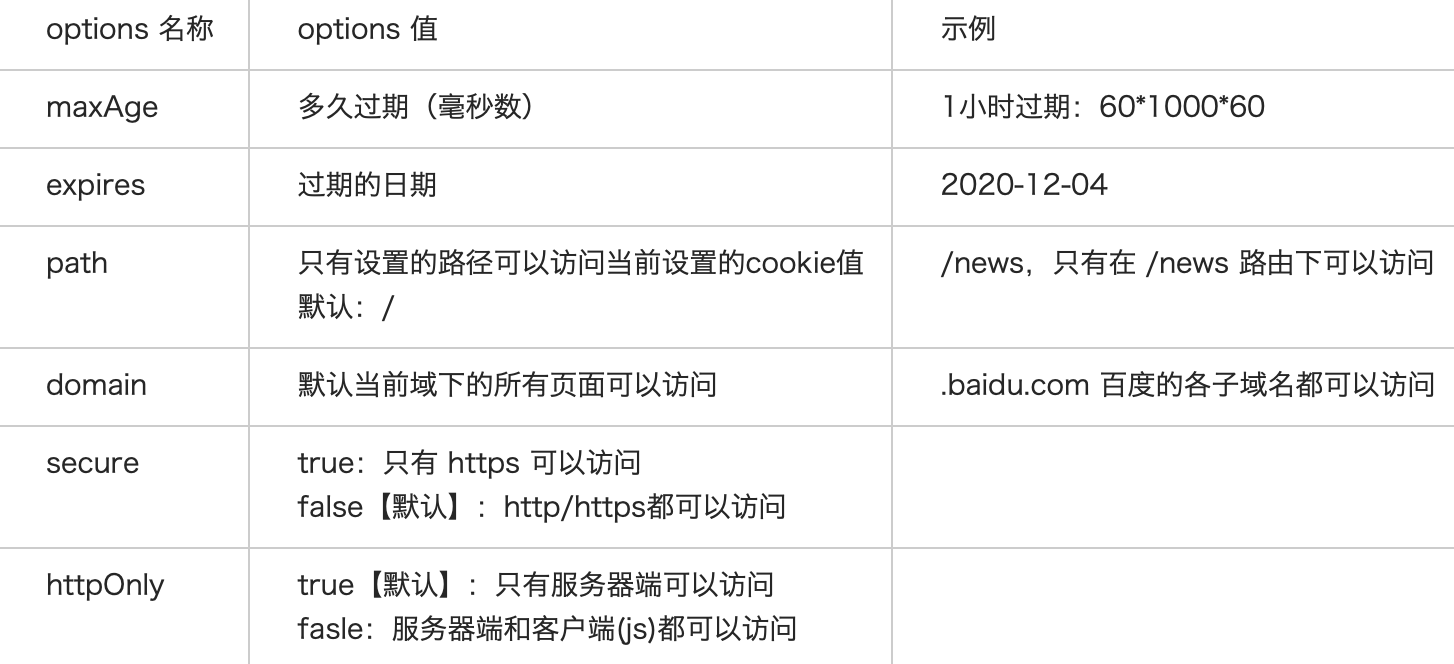 options 名称 options 值 示例
maxAge 多久过期（毫秒数） 1小时过期：60*1000*60
expires 过期的日期 2020-12-04
path 只有设置的路径可以访问当前设置的cookie值 /news，只有在 /news 路由下可以访问
默认：/
domain 默认当前域下的所有页面可以访问 .baidu.com 百度的各子域名都可以访问
secure true：只有 https 可以访问
false【默认】：http/https都可以访问
httpOnly true【默认】：只有服务器端可以访问
fasle：服务器端和客户端(js)都可以访问